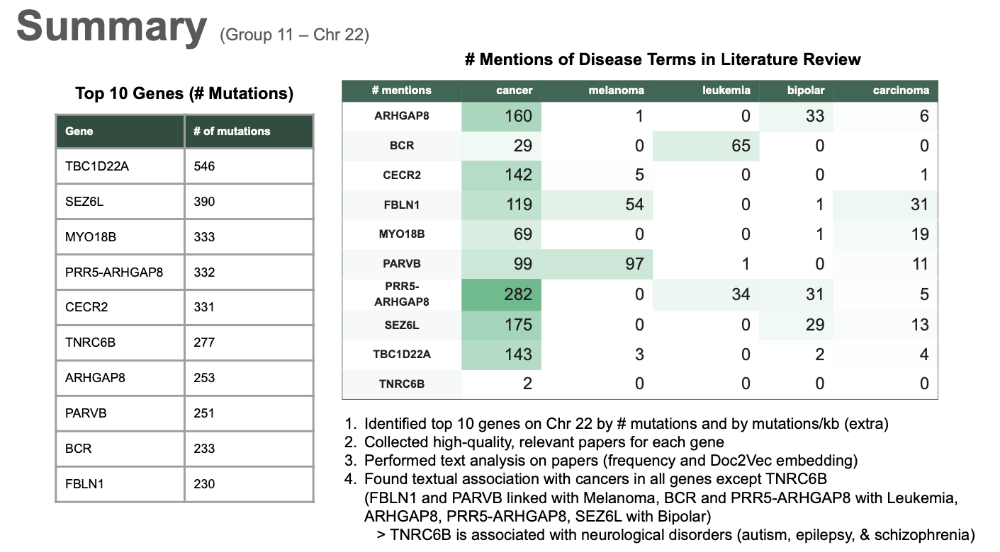 Summary (Group 11 – Chr 22)
# Mentions of Disease Terms in Literature Review
Top 10 Genes (# Mutations)
Gene # of mutations
TBC1D22A 546
SEZ6L 390
MYO18B 333
PRR5-ARHGAP8 332
CECR2 331
TNRC6B 277
ARHGAP8 253
PARVB 251
BCR 233
FBLN1 230
# mentions cancer melanoma leukemia bipolar carcinoma
ARHGAP8 160 1 0 33 6
BCR 29 0 65 0 0
CECR2 142 5 0 0 1
FBLN1 119 54 0 1 31
MYO18B 69 0 0 1 19
PARVB 99 97 1 0 11
PRR5-
ARHGAP8 282 0 34 31 5
SEZ6L 175 0 0 29 13
TBC1D22A 143 3 0 2 4
TNRC6B 2 0 0 0 0
1. Identified top 10 genes on Chr 22 by # mutations and by mutations/kb (extra)
2. Collected high-quality, relevant papers for each gene
3. Performed text analysis on papers (frequency and Doc2Vec embedding)
4. Found textual association with cancers in all genes except TNRC6B
(FBLN1 and PARVB linked with Melanoma, BCR and PRR5-ARHGAP8 with Leukemia,
ARHGAP8, PRR5-ARHGAP8, SEZ6L with Bipolar)
> TNRC6B is associated with neurological disorders (autism, epilepsy, & schizophrenia)